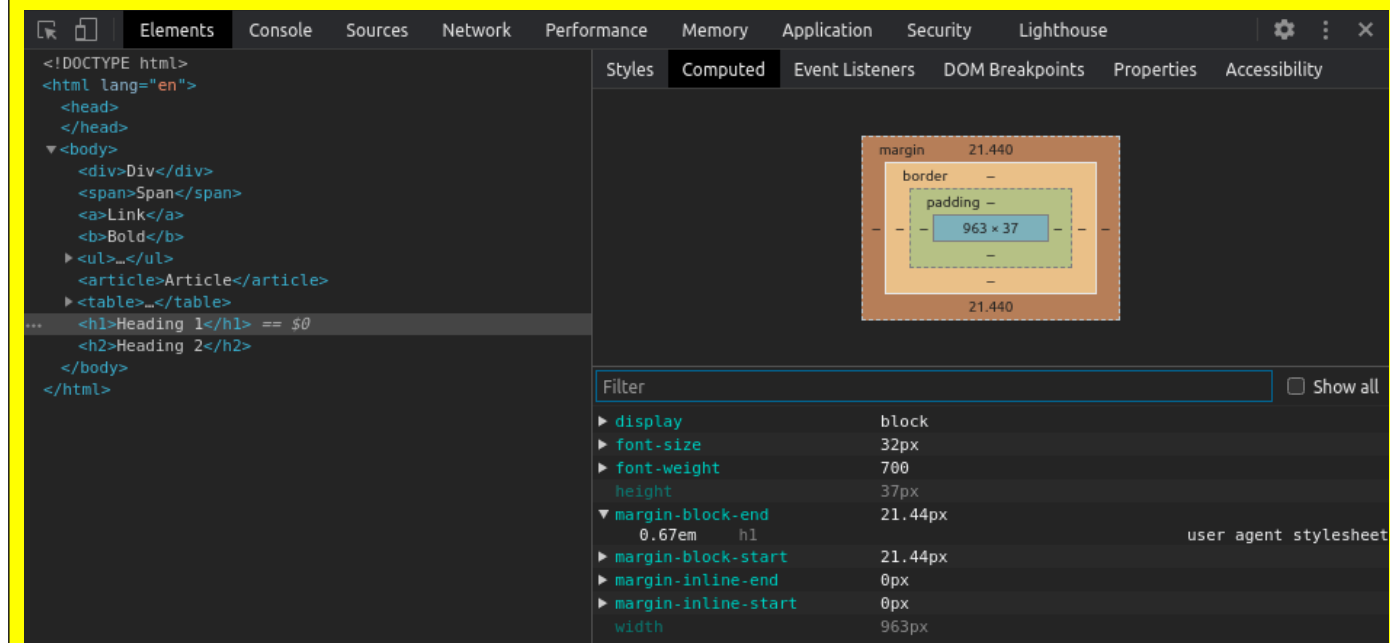 Elements Console Sources Network Performance Memory Application Security Lighthouse
<!DOCTYPE html>
<html lang="en">
<head>
</head>
▼<body>
<div>Div</div>
<span>Span</span>
<a>Link</a>
<b>Bold</b>
▶<ul>…</ul>
<article>Article</article>
▶<table>…</table>
… <h1>Heading 1</h1> == $0
<h2>Heading 2</h2>
</body>
</html>
Styles Computed Event Listeners DOM Breakpoints Properties Accessibility
margin 21.440
border –
padding –
– – – 963 × 37 – – –
–
–
21.440
Filter Show all
▶ display block
▶ font-size 32px
▶ font-weight 700
height 37px
▼ margin-block-end 21.44px
0.67em h1 user agent stylesheet
▶ margin-block-start 21.44px
▶ margin-inline-end 0px
▶ margin-inline-start 0px
width 963px